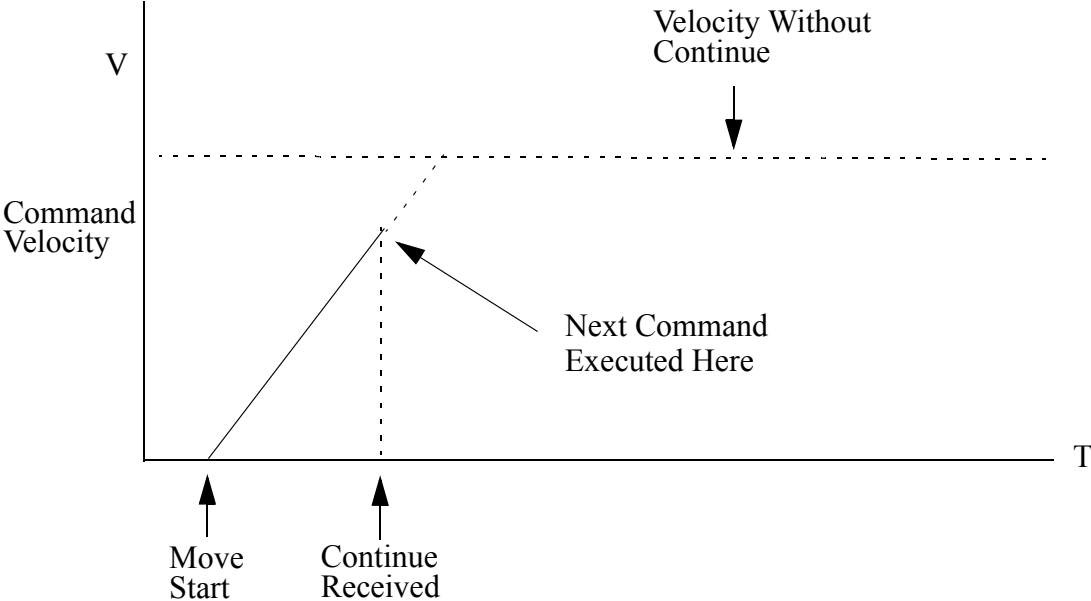 Velocity Without
Continue
V
Command
Velocity
Next Command
Executed Here
T
Move
Start
Continue
Received